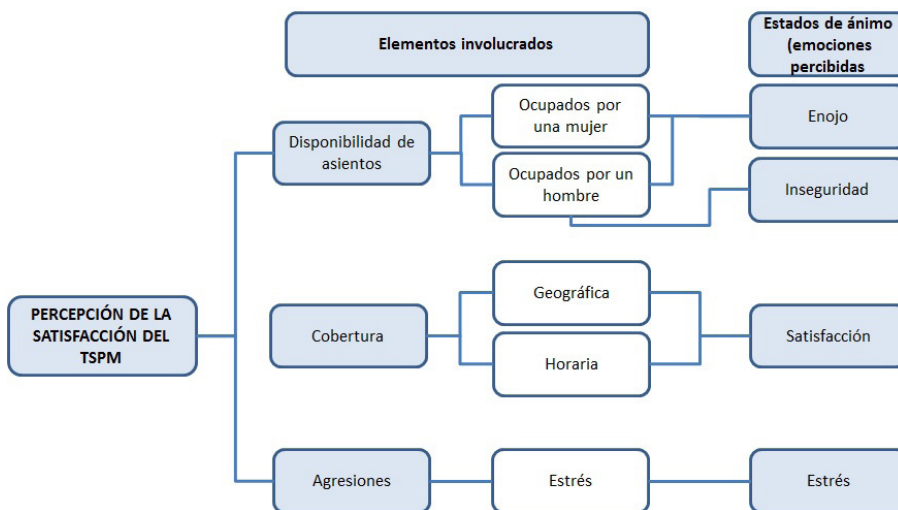 Elementos involucrados
Estados de ánimo
(emociones
percibidas
Ocupados por
una mujer
Enojo
Disponibilidad de
asientos
Ocupados por un
hombre
Inseguridad
PERCEPCIÓN DE LA
SATISFACCIÓN DEL
TSPM
Geográfica
Cobertura
Satisfacción
Horaria
Agresiones
Estrés
Estrés